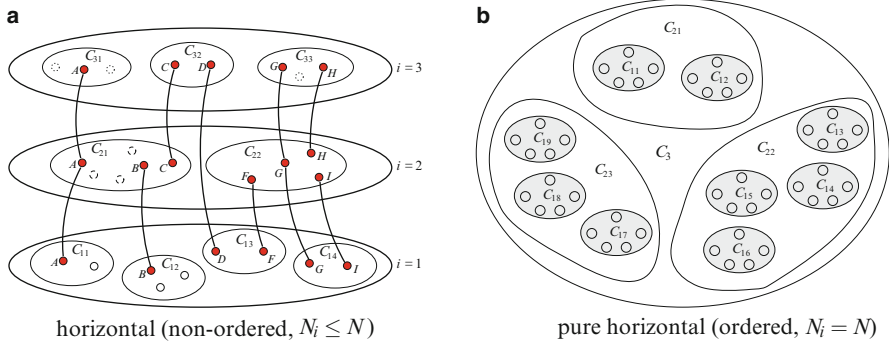 a
C31
C32
C33
A
C
D
G
H
i = 3
C21
C22
A
B
C
F
G
H
I
i = 2
C11
C12
C13
C14
A
B
D
F
G
I
i = 1
horizontal (non-ordered, Ni ≤ N)
b
C21
C11
C12
C19
C18
C17
C23
C3
C22
C13
C14
C15
C16
pure horizontal (ordered, Ni = N)